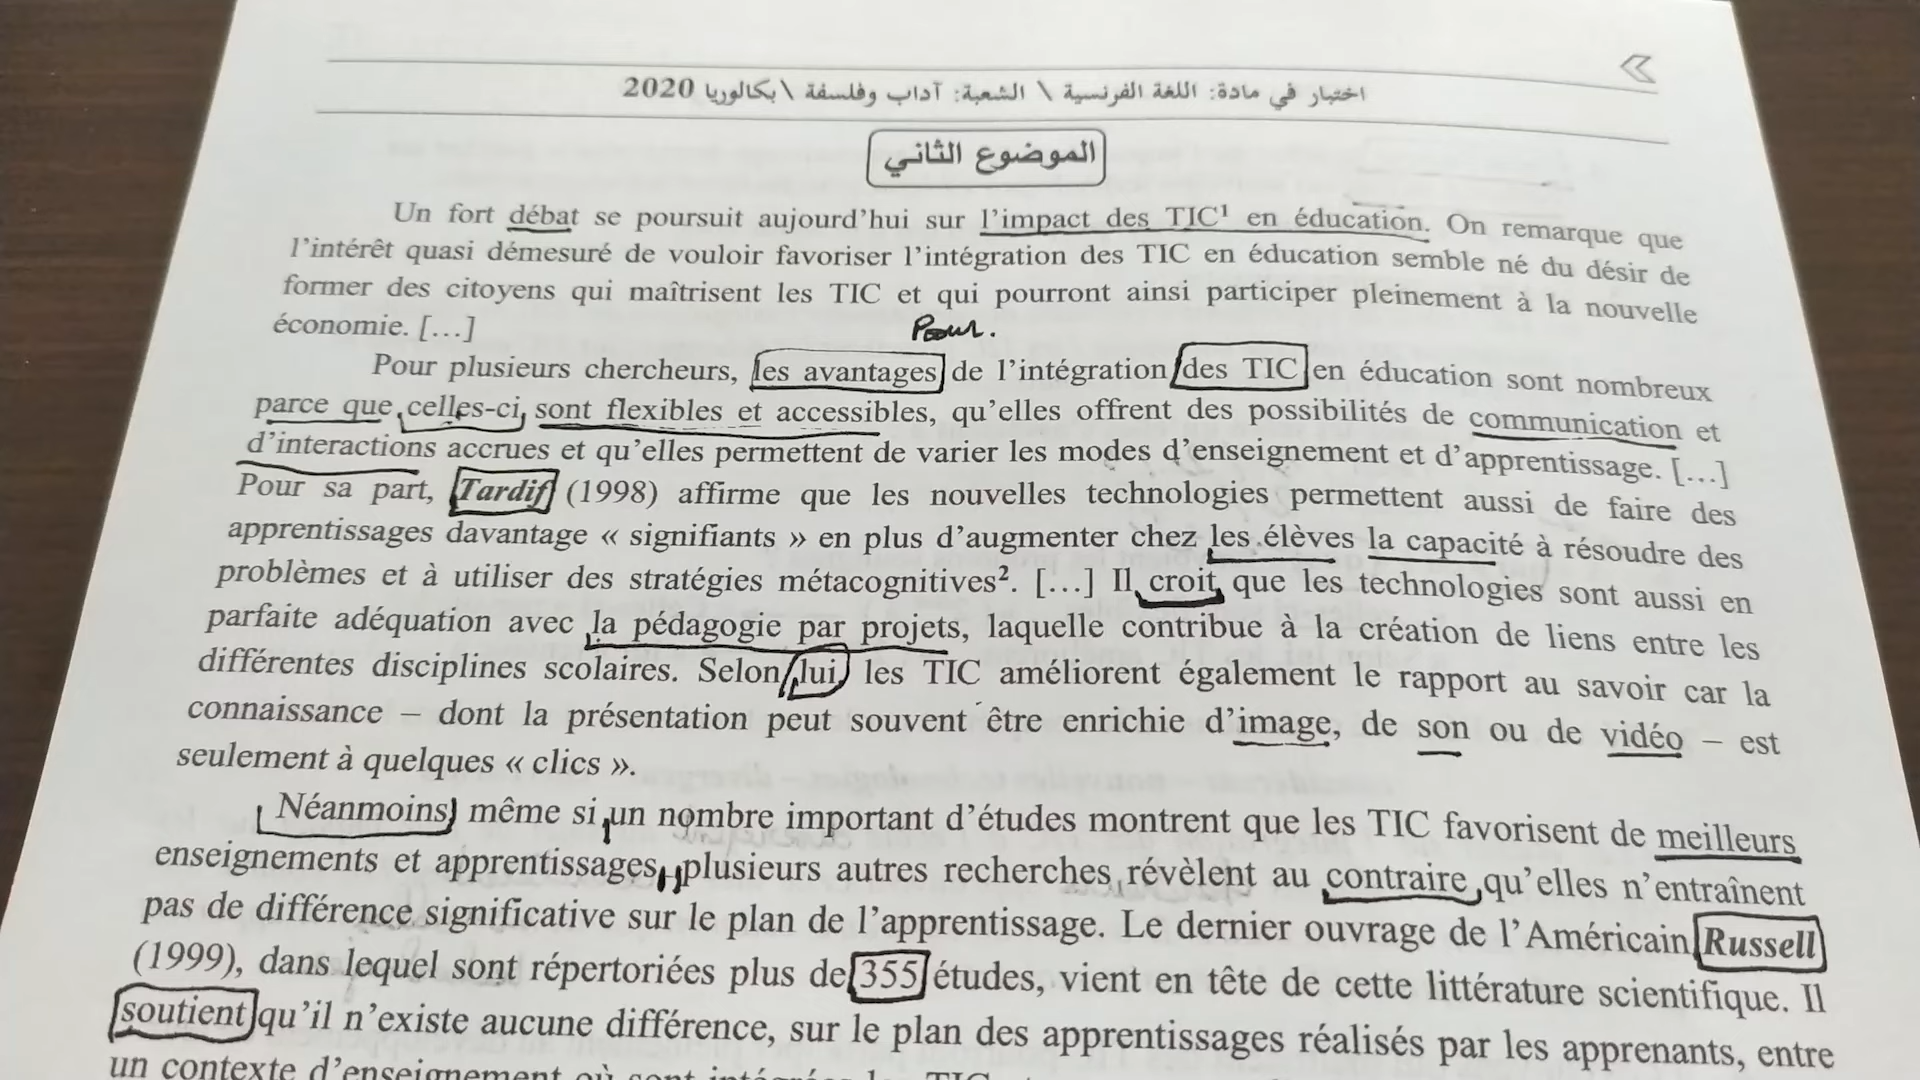 اختبار في مادة: اللغة الفرنسية \ الشعبة: آداب وفلسفة \ بكالوريا 2020
الموضوع الثاني
Un fort débat se poursuit aujourd'hui sur l'impact des TIC¹ en éducation. On remarque que
l'intérêt quasi démesuré de vouloir favoriser l'intégration des TIC en éducation semble né du désir de
former des citoyens qui maîtrisent les TIC et qui pourront ainsi participer pleinement à la nouvelle
économie. […]
Pour.
Pour plusieurs chercheurs, les avantages de l'intégration des TIC en éducation sont nombreux
parce que celles-ci sont flexibles et accessibles, qu'elles offrent des possibilités de communication et
d'interactions accrues et qu'elles permettent de varier les modes d'enseignement et d'apprentissage. […]
Pour sa part, Tardif (1998) affirme que les nouvelles technologies permettent aussi de faire des
apprentissages davantage « signifiants » en plus d'augmenter chez les élèves la capacité à résoudre des
problèmes et à utiliser des stratégies métacognitives². […] Il croit que les technologies sont aussi en
parfaite adéquation avec la pédagogie par projets, laquelle contribue à la création de liens entre les
différentes disciplines scolaires. Selon lui, les TIC améliorent également le rapport au savoir car la
connaissance – dont la présentation peut souvent être enrichie d'image, de son ou de vidéo – est
seulement à quelques « clics ».
Néanmoins, même si un nombre important d'études montrent que les TIC favorisent de meilleurs
enseignements et apprentissages, plusieurs autres recherches révèlent au contraire qu'elles n'entraînent
pas de différence significative sur le plan de l'apprentissage. Le dernier ouvrage de l'Américain Russell
(1999), dans lequel sont répertoriées plus de 355 études, vient en tête de cette littérature scientifique. Il
soutient qu'il n'existe aucune différence, sur le plan des apprentissages réalisés par les apprenants, entre
un contexte d'enseignement où sont intégrées les TIC